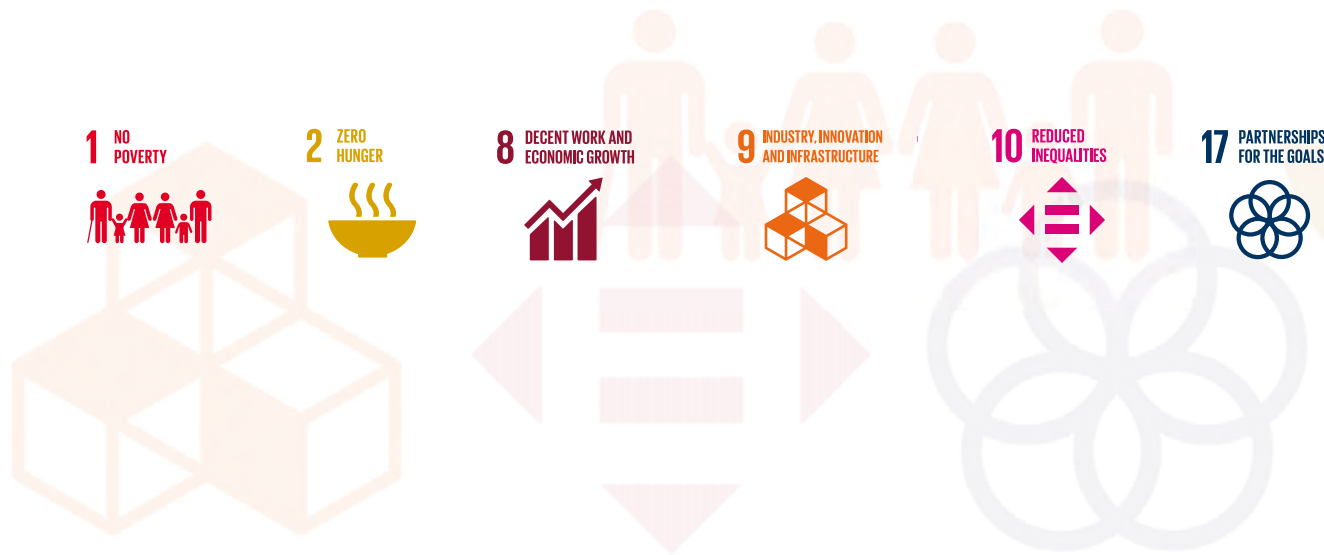 1 NO
POVERTY
2 ZERO
HUNGER
8 DECENT WORK AND
ECONOMIC GROWTH
9 INDUSTRY, INNOVATION
AND INFRASTRUCTURE
10 REDUCED
INEQUALITIES
17 PARTNERSHIPS
FOR THE GOALS